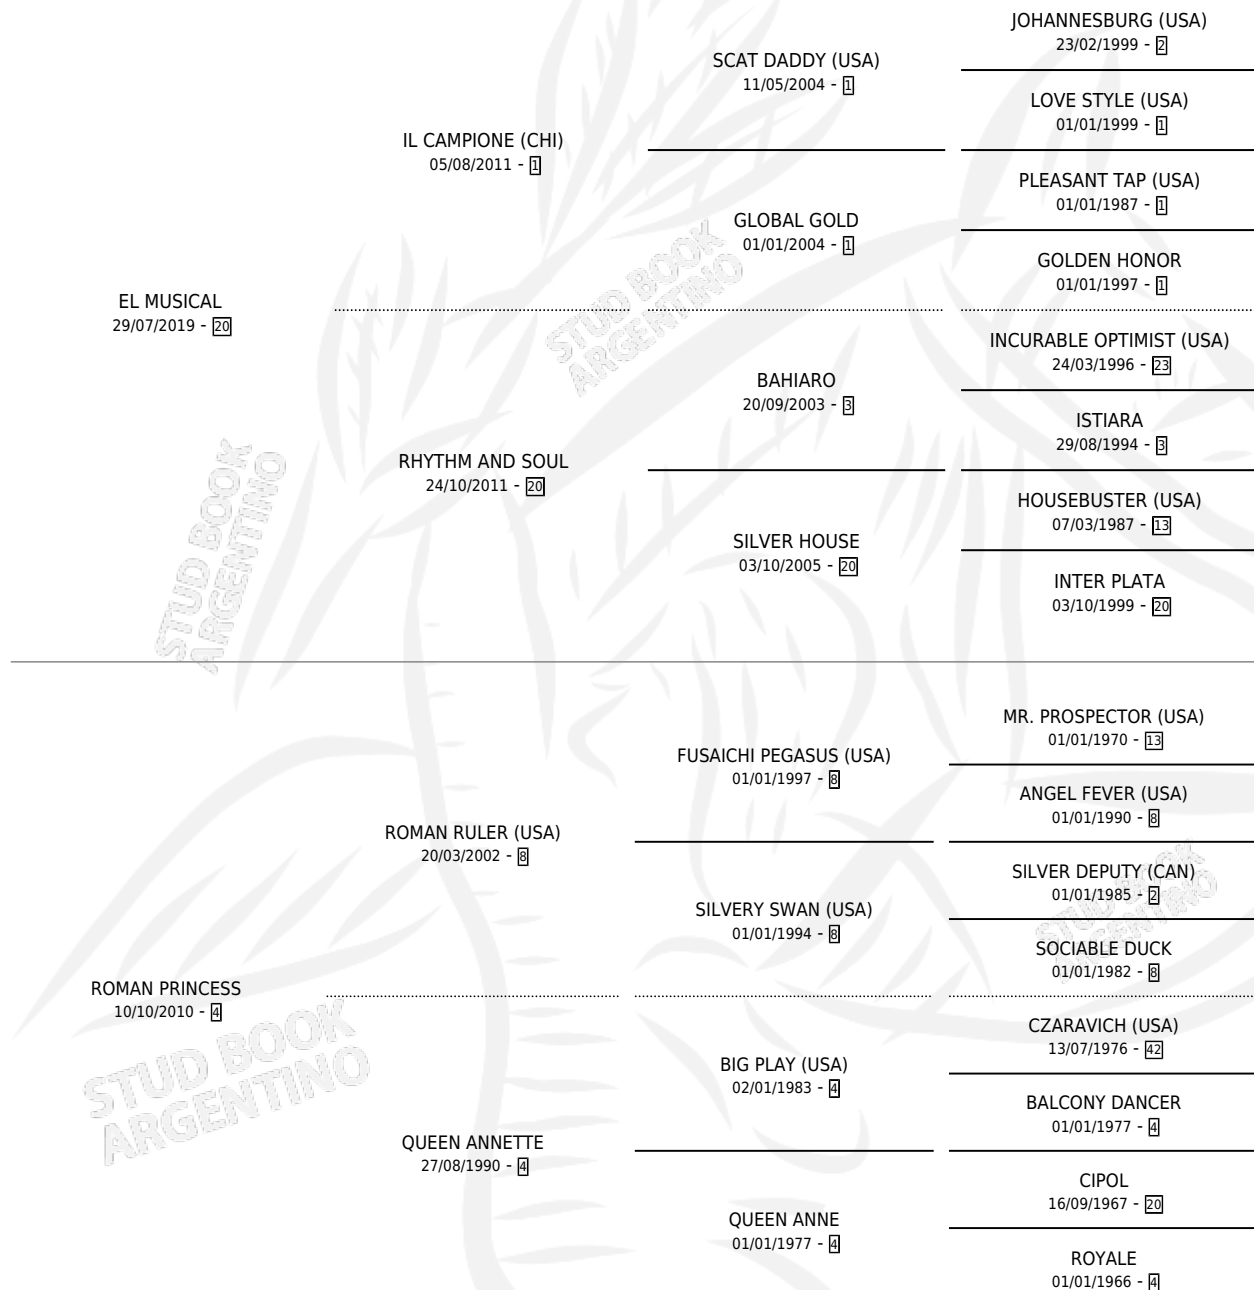 JOHANNESBURG (USA)
23/02/1999 - 2
SCAT DADDY (USA)
11/05/2004 - 1
LOVE STYLE (USA)
01/01/1999 - 1
IL CAMPIONE (CHI)
05/08/2011 - 1
PLEASANT TAP (USA)
01/01/1987 - 1
GLOBAL GOLD
01/01/2004 - 1
GOLDEN HONOR
01/01/1997 - 1
EL MUSICAL
29/07/2019 - 20
INCURABLE OPTIMIST (USA)
24/03/1996 - 23
BAHIARO
20/09/2003 - 3
ISTIARA
29/08/1994 - 3
RHYTHM AND SOUL
24/10/2011 - 20
HOUSEBUSTER (USA)
07/03/1987 - 13
SILVER HOUSE
03/10/2005 - 20
INTER PLATA
03/10/1999 - 20
STUD BOOK
ARGENTINO
STUD BOOK
ARGENTINO
MR. PROSPECTOR (USA)
01/01/1970 - 13
FUSAICHI PEGASUS (USA)
01/01/1997 - 8
ANGEL FEVER (USA)
01/01/1990 - 8
ROMAN RULER (USA)
20/03/2002 - 8
SILVER DEPUTY (CAN)
01/01/1985 - 2
SILVERY SWAN (USA)
01/01/1994 - 8
SOCIABLE DUCK
01/01/1982 - 8
ROMAN PRINCESS
10/10/2010 - 4
CZARAVICH (USA)
13/07/1976 - 42
BIG PLAY (USA)
02/01/1983 - 4
BALCONY DANCER
01/01/1977 - 4
QUEEN ANNETTE
27/08/1990 - 4
CIPOL
16/09/1967 - 20
QUEEN ANNE
01/01/1977 - 4
ROYALE
01/01/1966 - 4
STUD BOOK
ARGENTINO
STUD BOOK
ARGENTINO